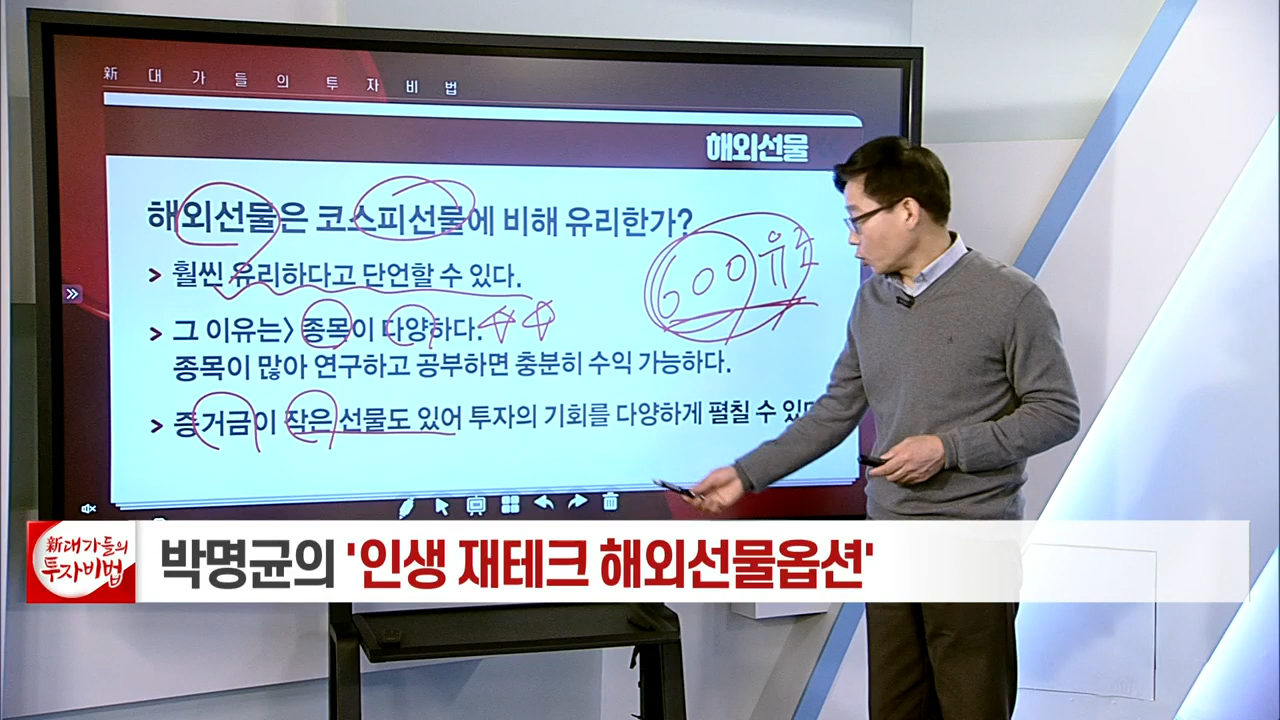 新 대 가 들 의 투 자 비 법
해외선물
해외선물은 코스피선물에 비해 유리한가?
> 훨씬 유리하다고 단언할 수 있다.
> 그 이유는> 종목이 다양하다.
종목이 많아 연구하고 공부하면 충분히 수익 가능하다.
> 증거금이 작은 선물도 있어 투자의 기회를 다양하게 펼칠 수 있다
600
新대가들의
투자비법
박명균의 '인생 재테크 해외선물옵션'